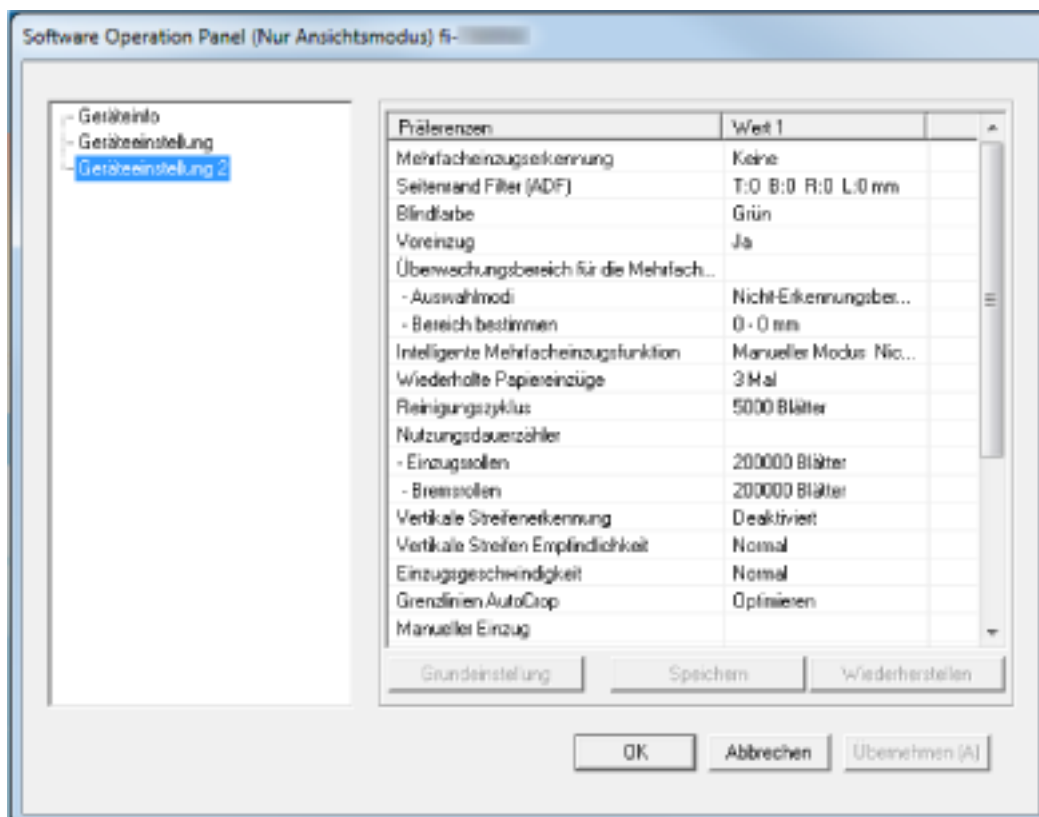 Software Operation Panel (Nur Ansichtsmodus) fi-
Geräteinfo
Geräteeinstellung
Geräteeinstellung 2
Präferenzen Wert 1
Mehrfacheinzugserkennung Keine
Seitenrand Filter (ADF) T:0 B:0 R:0 L:0 mm
Blindfarbe Grün
Voreinzug Ja
Überwachungsbereich für die Mehrfach...
- Auswahlmodi Nicht-Erkennungsber...
- Bereich bestimmen 0 - 0 mm
Intelligente Mehrfacheinzugsfunktion Manueller Modus Nic...
Wiederholte Papiereinzüge 3 Mal
Reinigungszyklus 5000 Blätter
Nutzungsdauerzähler
- Einzugsrollen 200000 Blätter
- Bremsrollen 200000 Blätter
Vertikale Streifenerkennung Deaktiviert
Vertikale Streifen Empfindlichkeit Normal
Einzugsgeschwindigkeit Normal
Grenzlinien AutoCrop Optimieren
Manueller Einzug
Grundeinstellung Speichern Wiederherstellen
OK Abbrechen Übernehmen (A)